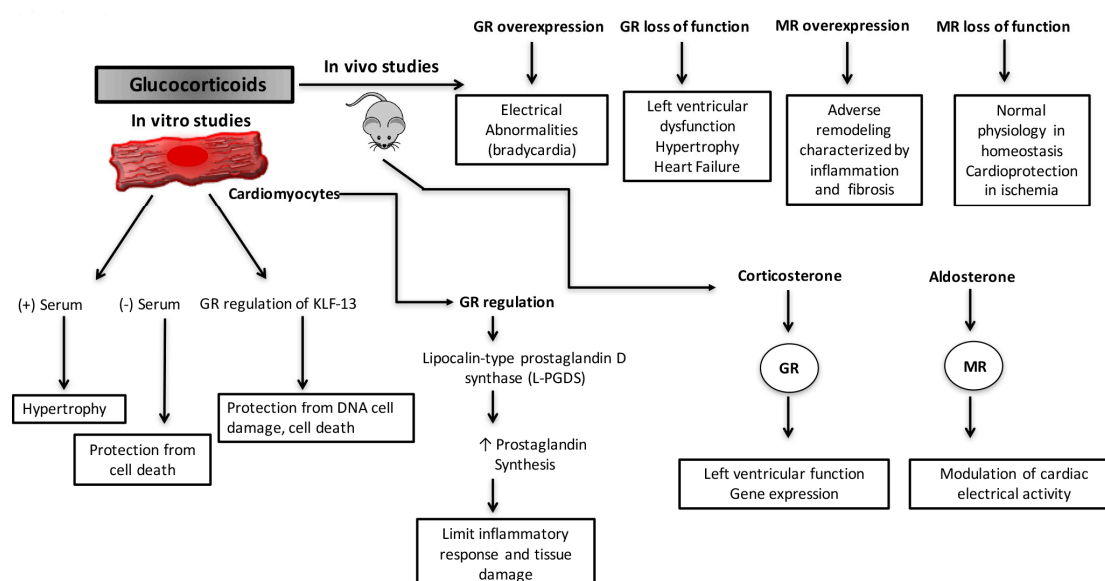 GR overexpression
GR loss of function
MR overexpression
MR loss of function
In vivo studies
Glucocorticoids
In vitro studies
Electrical
Abnormalities
(bradycardia)
Left ventricular
dysfunction
Hypertrophy
Heart Failure
Adverse
remodeling
characterized by
inflammation
and fibrosis
Normal
physiology in
homeostasis
Cardioprotection
in ischemia
Cardiomyocytes
(+) Serum
(-) Serum
GR regulation of KLF-13
Hypertrophy
Protection from
cell death
Protection from DNA cell
damage, cell death
GR regulation
Lipocalin-type prostaglandin D
synthase (L-PGDS)
↑ Prostaglandin
Synthesis
Limit inflammatory
response and tissue
damage
Corticosterone
Aldosterone
GR
MR
Left ventricular function
Gene expression
Modulation of cardiac
electrical activity